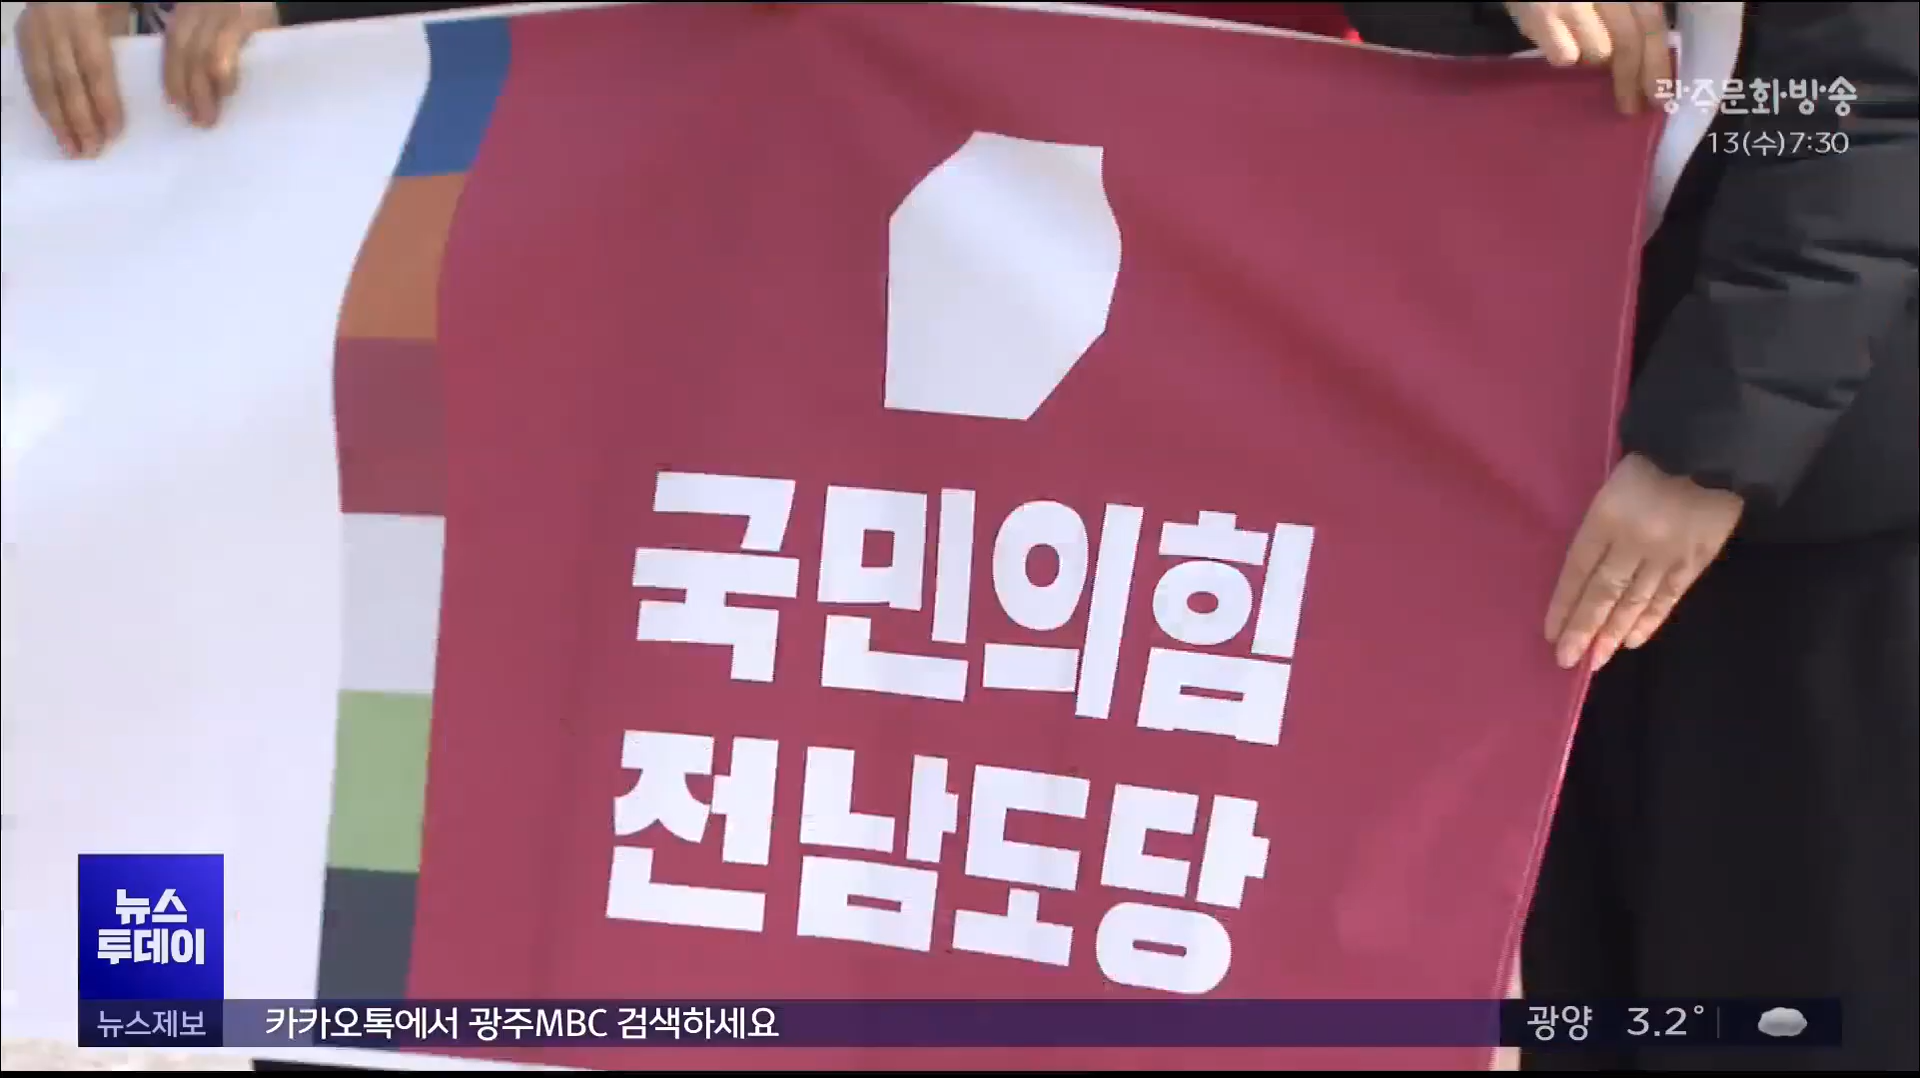 광주문화방송
13(수)7:30
국민의힘
전남도당
뉴스
투데이
뉴스제보
카카오톡에서 광주MBC 검색하세요
광양 3.2°